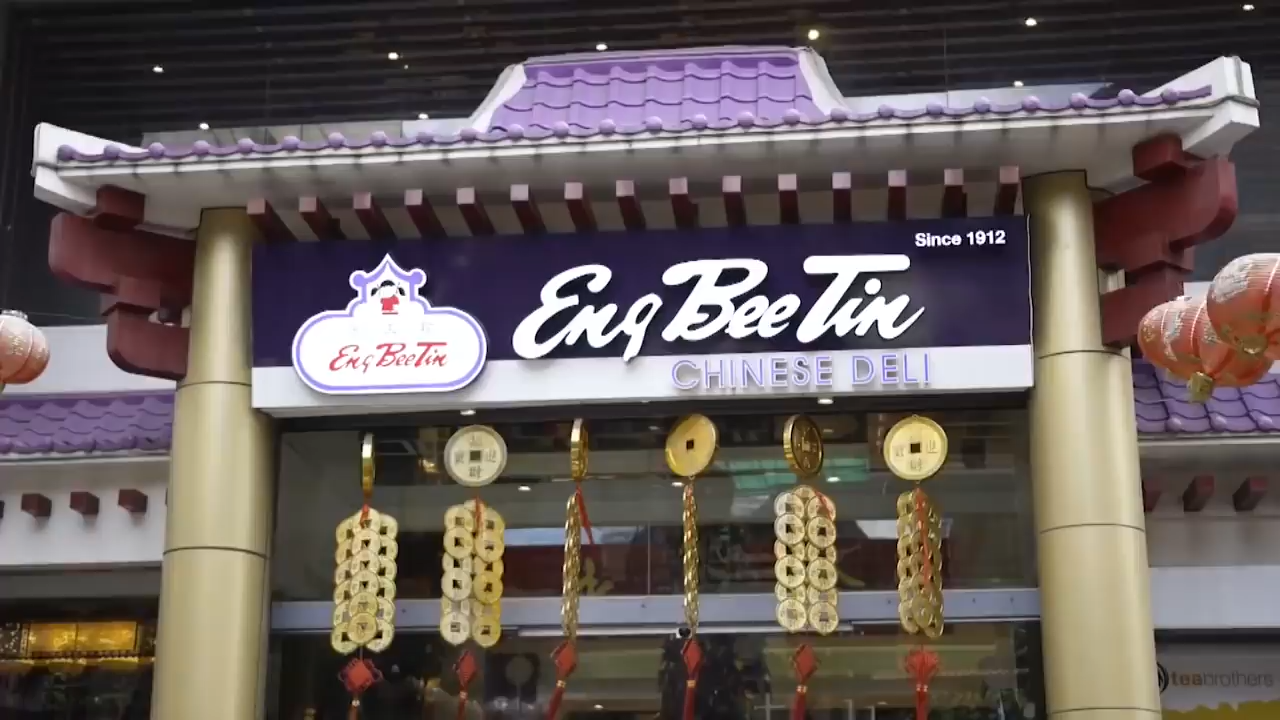 Since 1912
Eng Bee Tin
CHINESE DELI
Eng Bee Tin
teabrothers